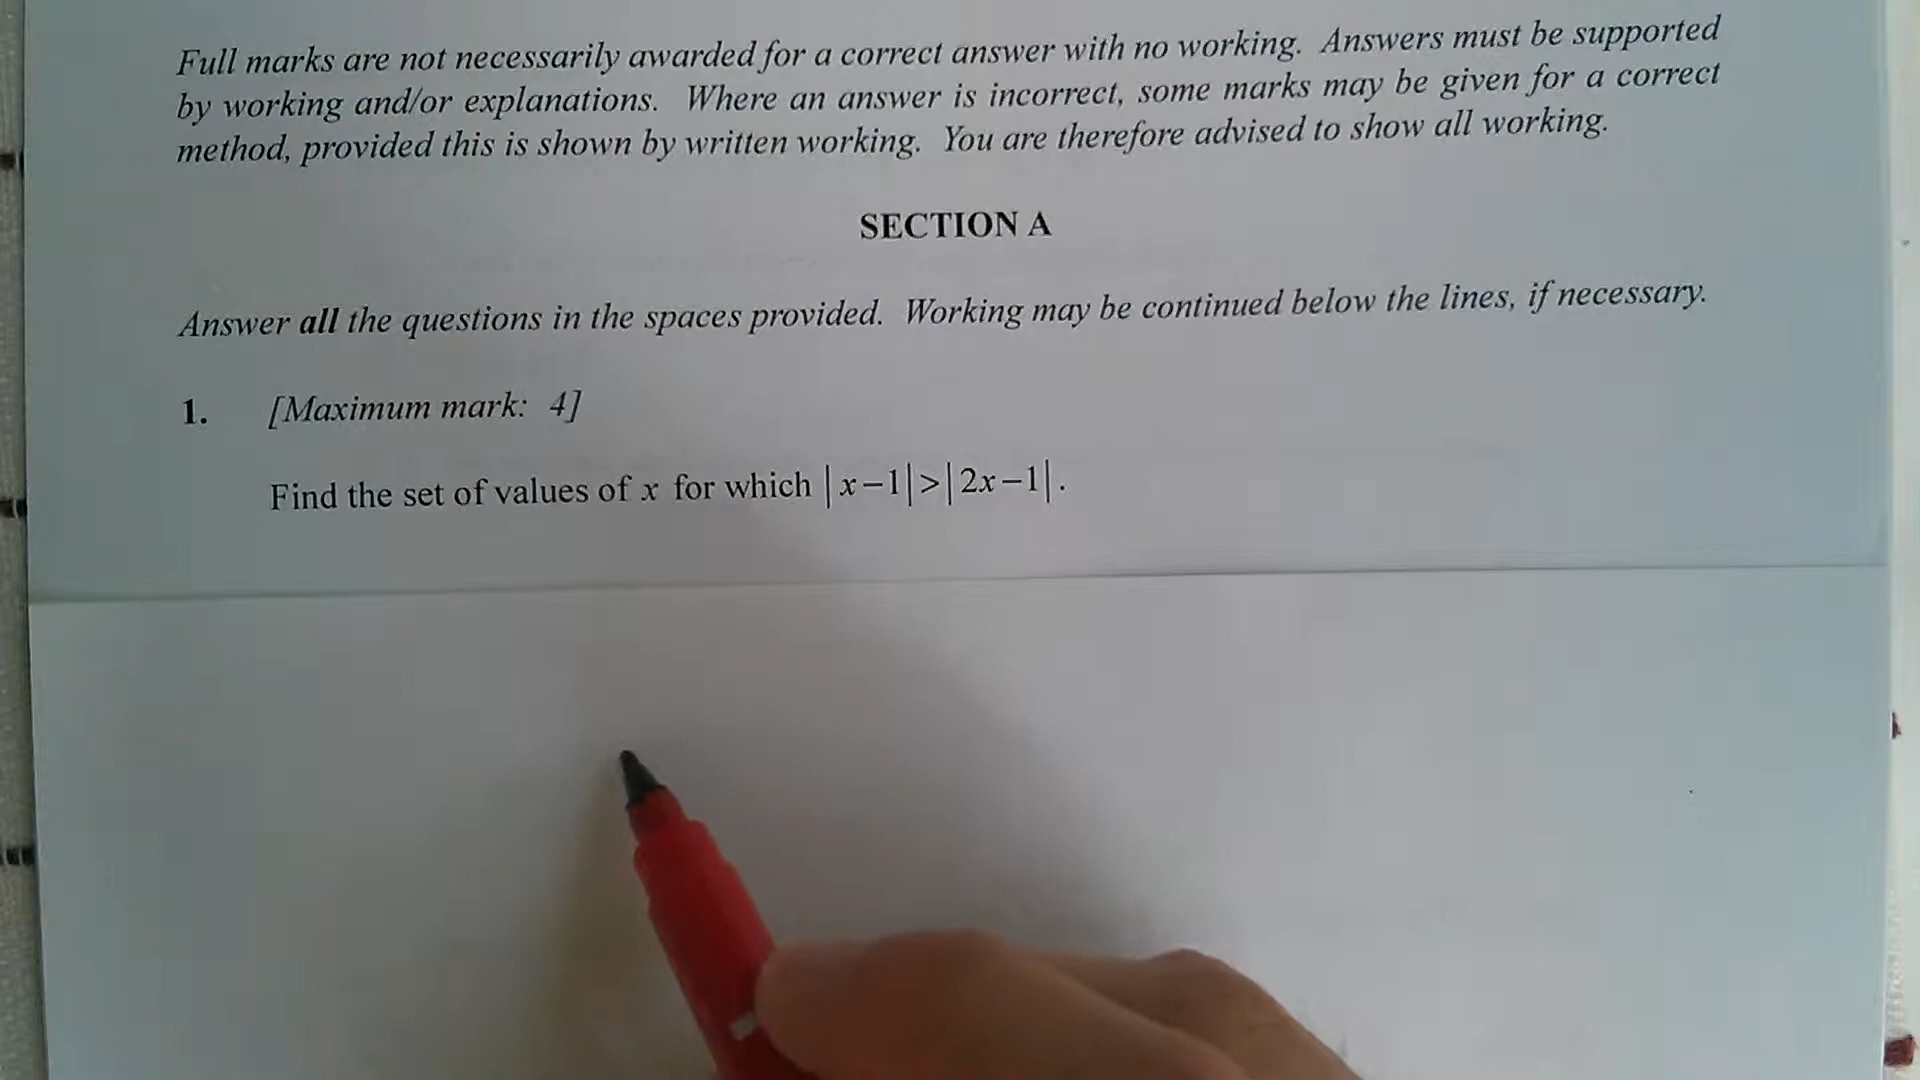 Full marks are not necessarily awarded for a correct answer with no working. Answers must be supported
by working and/or explanations. Where an answer is incorrect, some marks may be given for a correct
method, provided this is shown by written working. You are therefore advised to show all working.
SECTION A
Answer all the questions in the spaces provided. Working may be continued below the lines, if necessary.
1. [Maximum mark: 4]
Find the set of values of x for which |x−1|>|2x−1|.